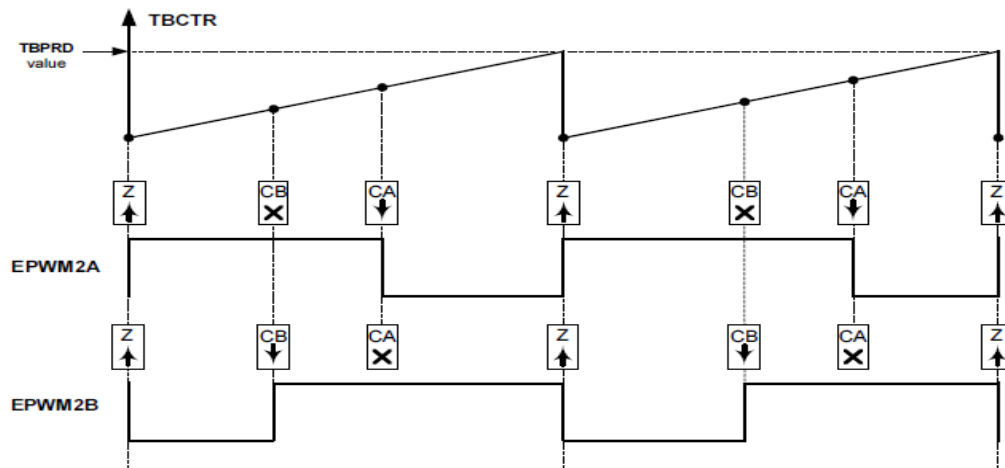 TBCTR
TBPRD
value
Z CB CA Z CB CA Z
EPWM2A
Z CB CA Z CB CA Z
EPWM2B